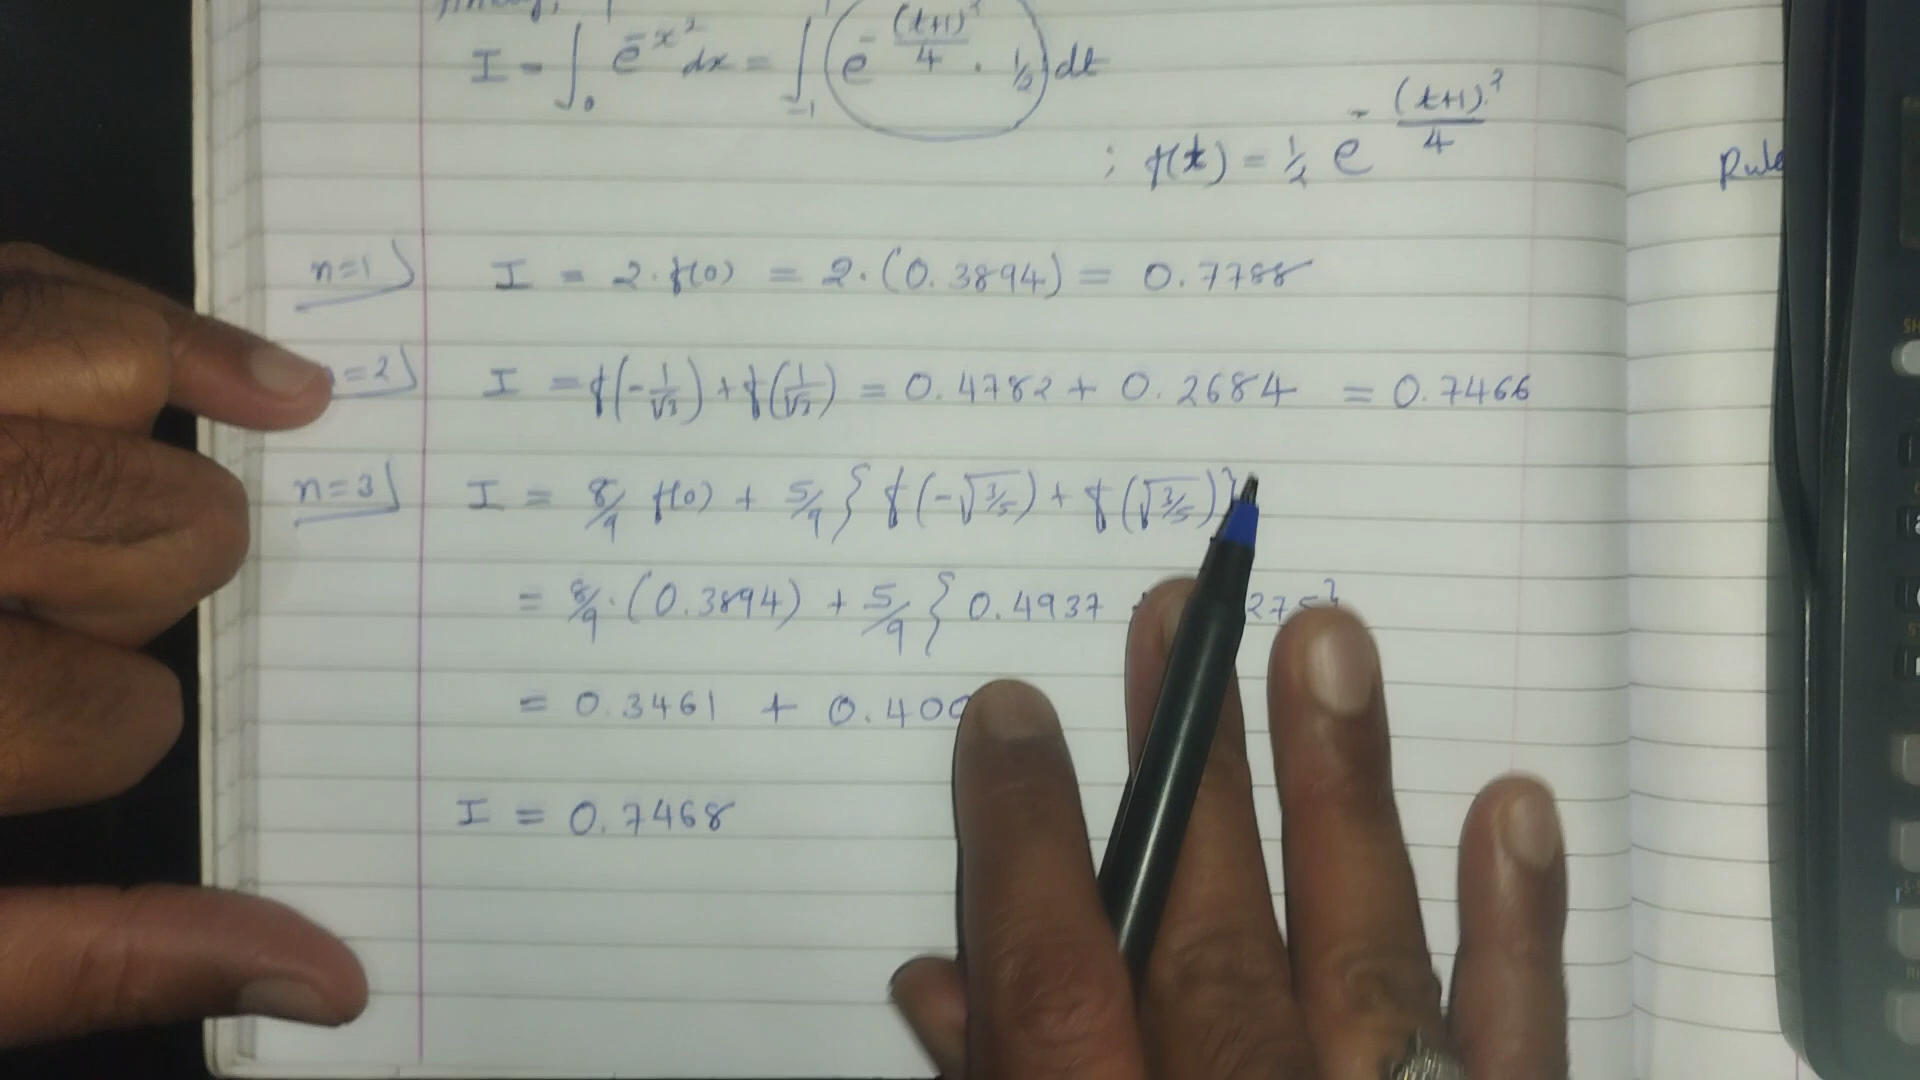 I = ∫₀¹ e^{-x²} dx = ∫₋₁¹ e^{-(t+1)²/4} · 1/2 dt
; f(t) = 1/2 e^{-(t+1)²/4}
Rule
n=1) I = 2·f(0) = 2·(0.3894) = 0.7788
=2) I = f(-1/√3) + f(1/√3) = 0.4782 + 0.2684 = 0.7466
n=3) I = 8/9 f(0) + 5/9 { f(-√3/5) + f(√3/5) }
= 8/9·(0.3894) + 5/9 { 0.4937 275}
= 0.3461 + 0.400
I = 0.7468